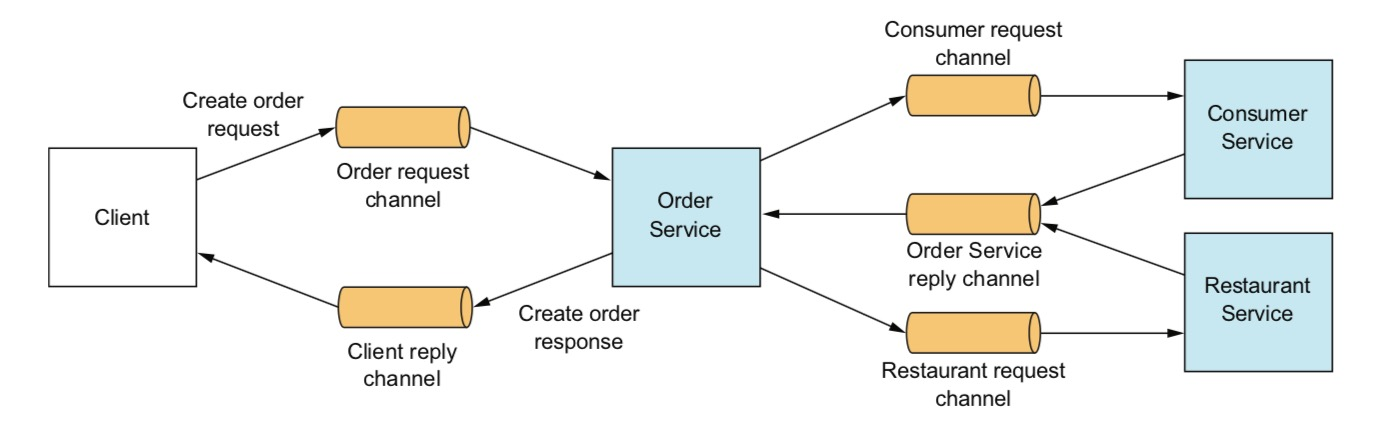 Consumer request
channel
Create order
request
Consumer
Service
Order request
channel
Client
Order
Service
Order Service
reply channel
Restaurant
Service
Create order
response
Client reply
channel
Restaurant request
channel